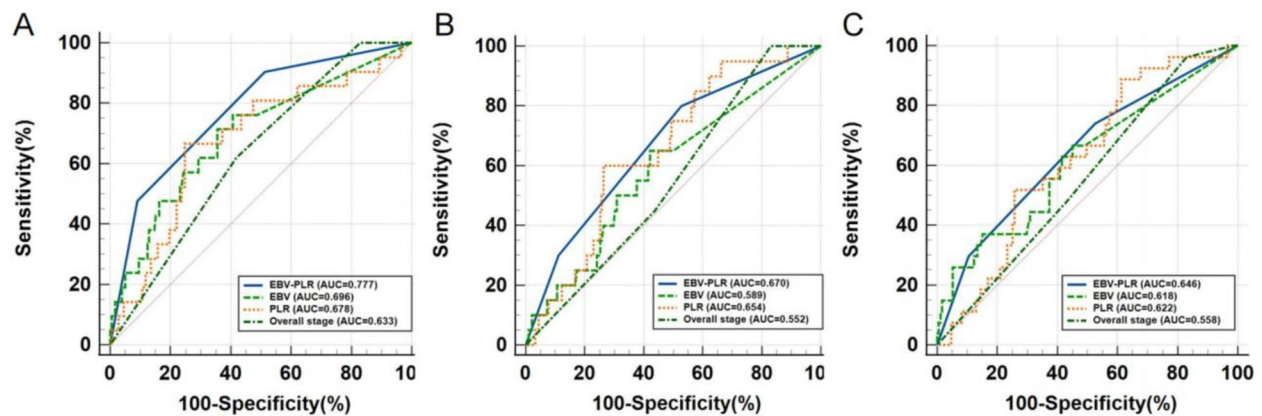 A
Sensitivity(%)
100
80
60
40
20
0
EBV-PLR (AUC=0.777)
EBV (AUC=0.696)
PLR (AUC=0.678)
Overall stage (AUC=0.633)
0 20 40 60 80 10
100-Specificity(%)
B
Sensitivity(%)
100
80
60
40
20
0
EBV-PLR (AUC=0.670)
EBV (AUC=0.589)
PLR (AUC=0.654)
Overall stage (AUC=0.552)
0 20 40 60 80 10
100-Specificity(%)
C
Sensitivity(%)
100
80
60
40
20
0
EBV-PLR (AUC=0.646)
EBV (AUC=0.618)
PLR (AUC=0.622)
Overall stage (AUC=0.558)
0 20 40 60 80 100
100-Specificity(%)